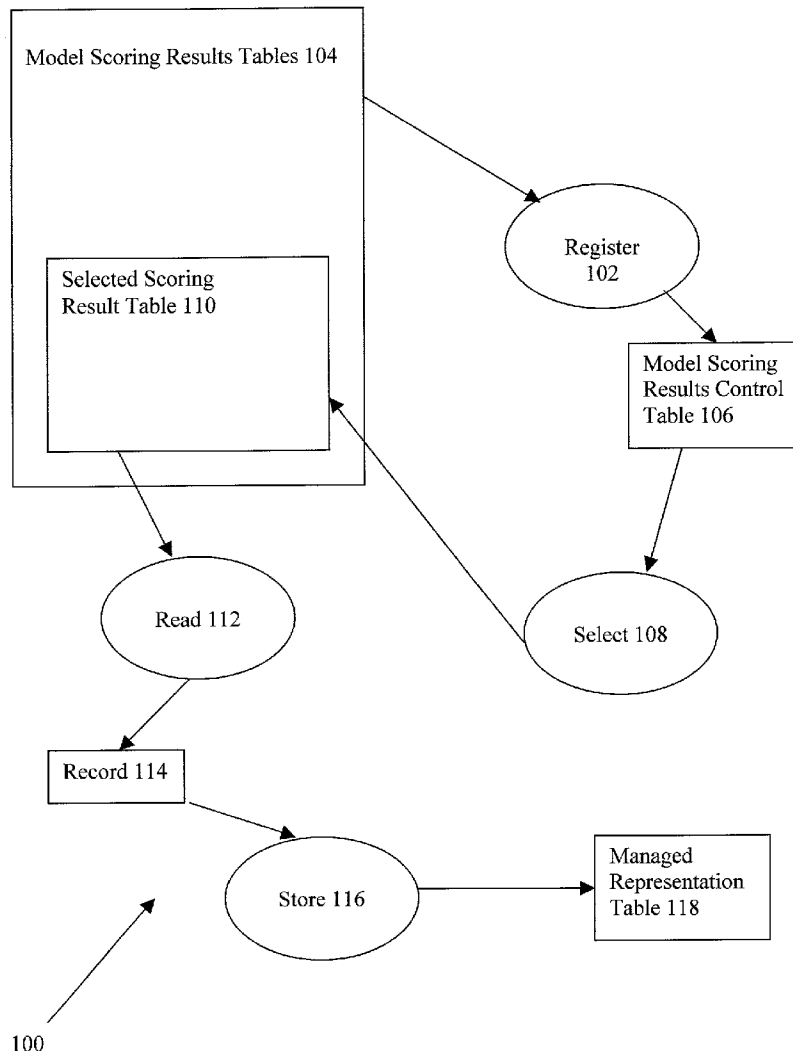 Model Scoring Results Tables 104
Selected Scoring
Result Table 110
Register
102
Model Scoring
Results Control
Table 106
Read 112
Select 108
Record 114
Store 116
Managed
Representation
Table 118
100